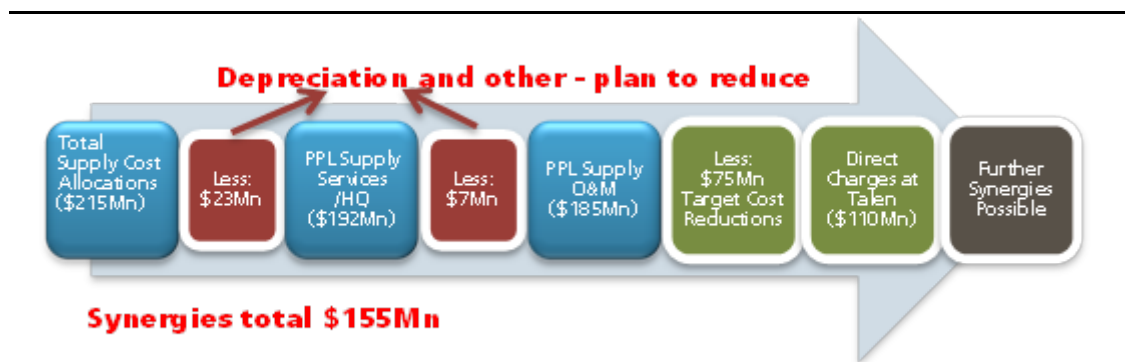 Depreciation and other - plan to reduce
Total
Supply Cost
Allocations
($215Mn)
Less:
$23Mn
PPL Supply
Services
/HQ
($192Mn)
Less:
$7Mn
PPL Supply
O&M
($185Mn)
Less:
$75Mn
Target Cost
Reductions
Direct
Charges at
Talen
($110Mn)
Further
Synergies
Possible
Synergies total $155Mn